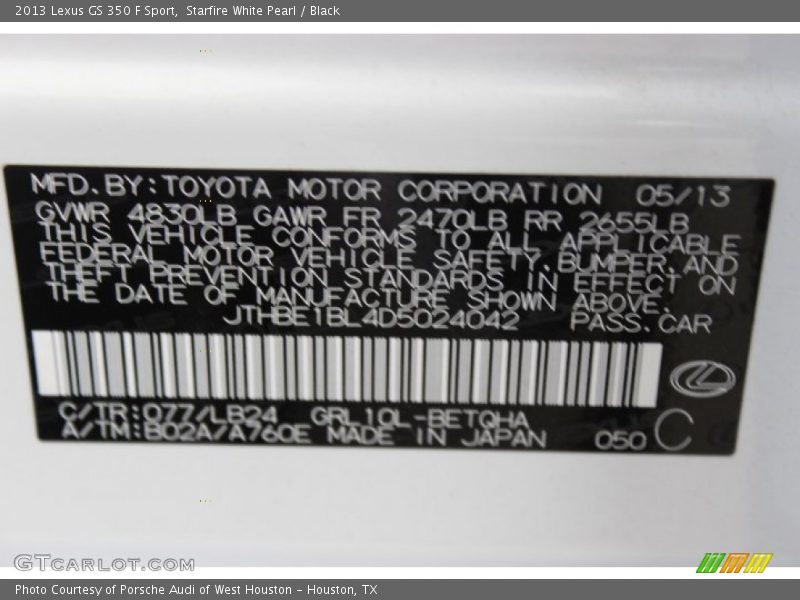 2013 Lexus GS 350 F Sport,  Starfire White Pearl / Black
MFD. BY: TOYOTA MOTOR CORPORATION 05/13
GVWR 4830LB GAWR FR 2470LB RR 2655LB
THIS VEHICLE CONFORMS TO ALL APPLICABLE
FEDERAL MOTOR VEHICLE SAFETY, BUMPER, AND
THEFT PREVENTION STANDARDS IN EFFECT ON
THE DATE OF MANUFACTURE SHOWN ABOVE.
JTHBE1BL4D5024042 PASS. CAR
C/TR: 077/LB24 GRL10L-BETQHA
A/TM: B02A/A760E MADE IN JAPAN 050 C
GTCARLOT.COM
Photo Courtesy of Porsche Audi of West Houston - Houston, TX